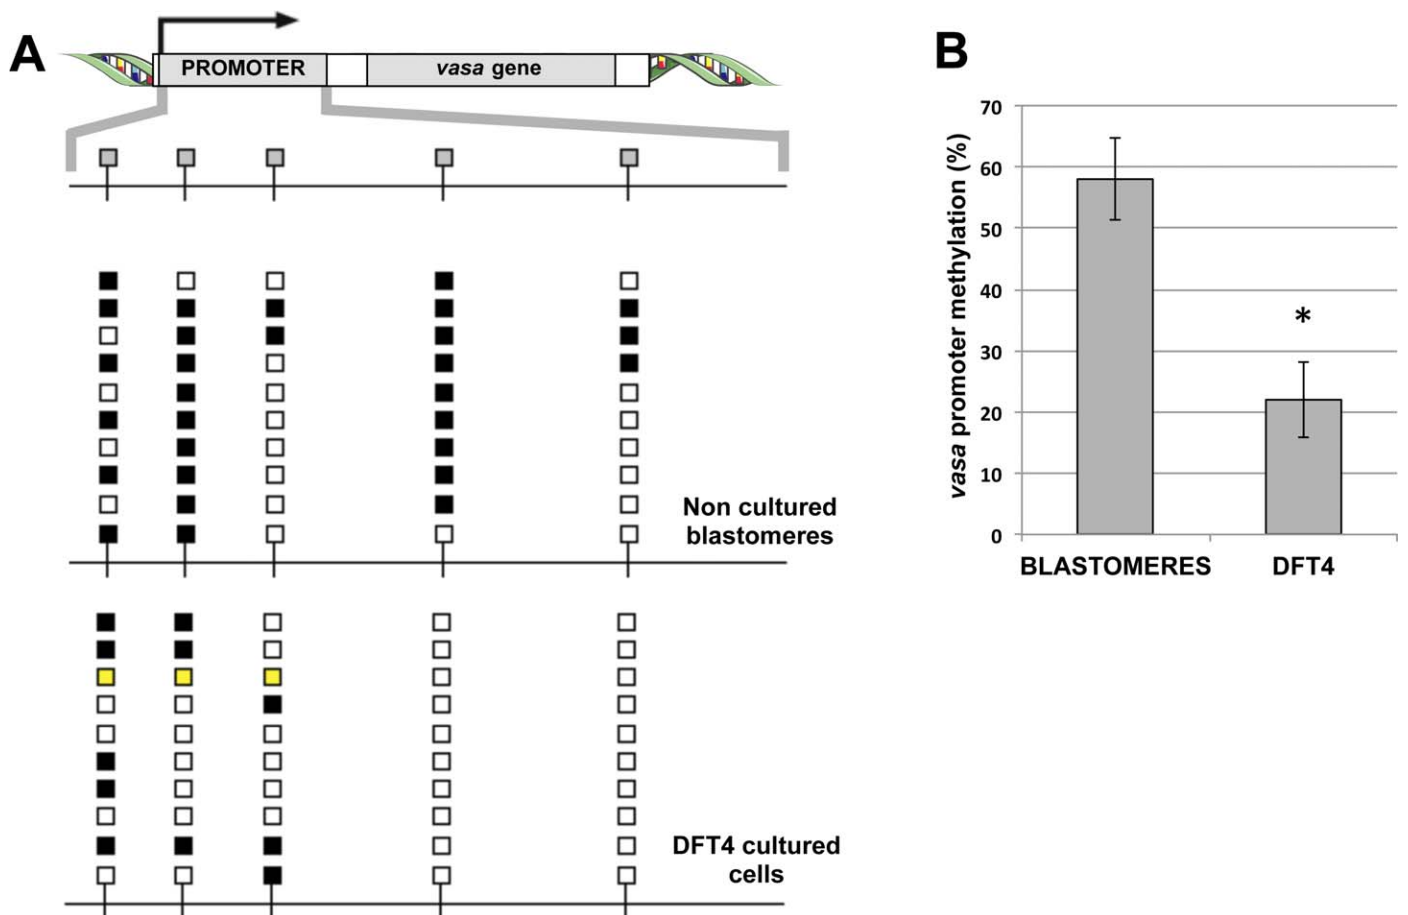 A
PROMOTER
vasa gene
Non cultured
blastomeres
DFT4 cultured
cells
B
vasa promoter methylation (%)
70
60
50
40
30
20
10
0
*
BLASTOMERES
DFT4